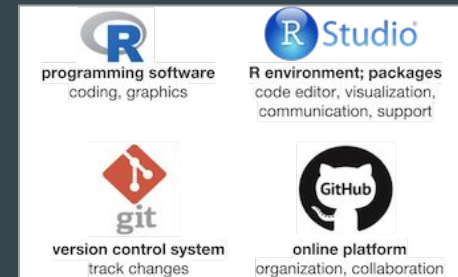 R
programming software
coding, graphics
R Studio
R environment; packages
code editor, visualization,
communication, support
git
version control system
track changes
GitHub
online platform
organization, collaboration